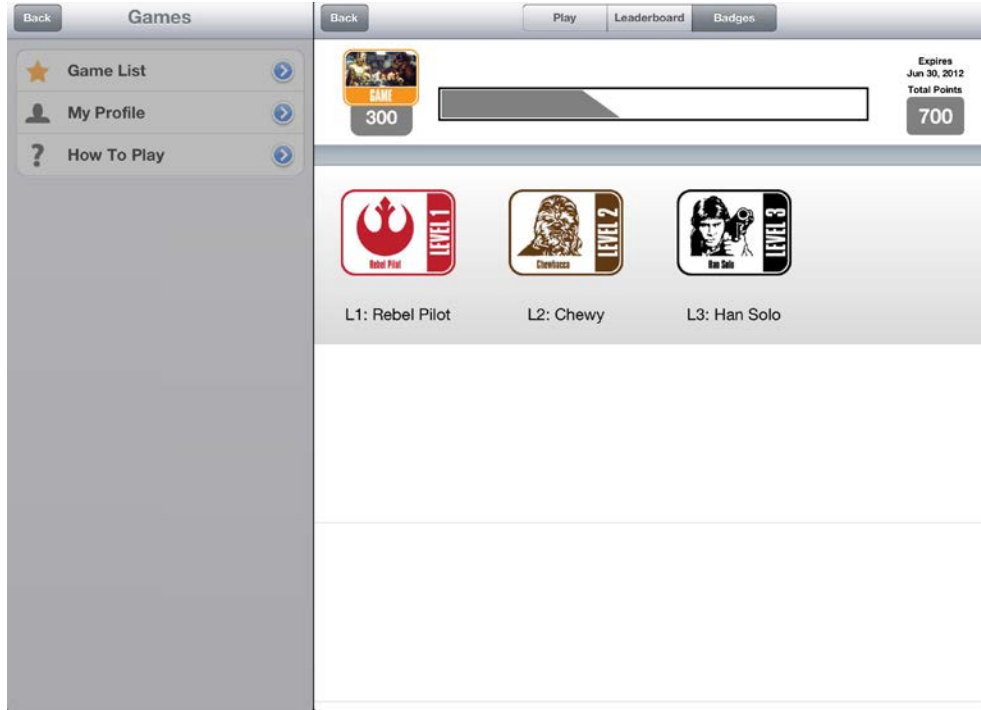 Back
Games
Game List
My Profile
? How To Play
Back
Play
Leaderboard
Badges
GAME
300
Expires
Jun 30, 2012
Total Points
700
Rebel Pilot
LEVEL 1
Chewbacca
LEVEL 2
Han Solo
LEVEL 3
L1: Rebel Pilot
L2: Chewy
L3: Han Solo